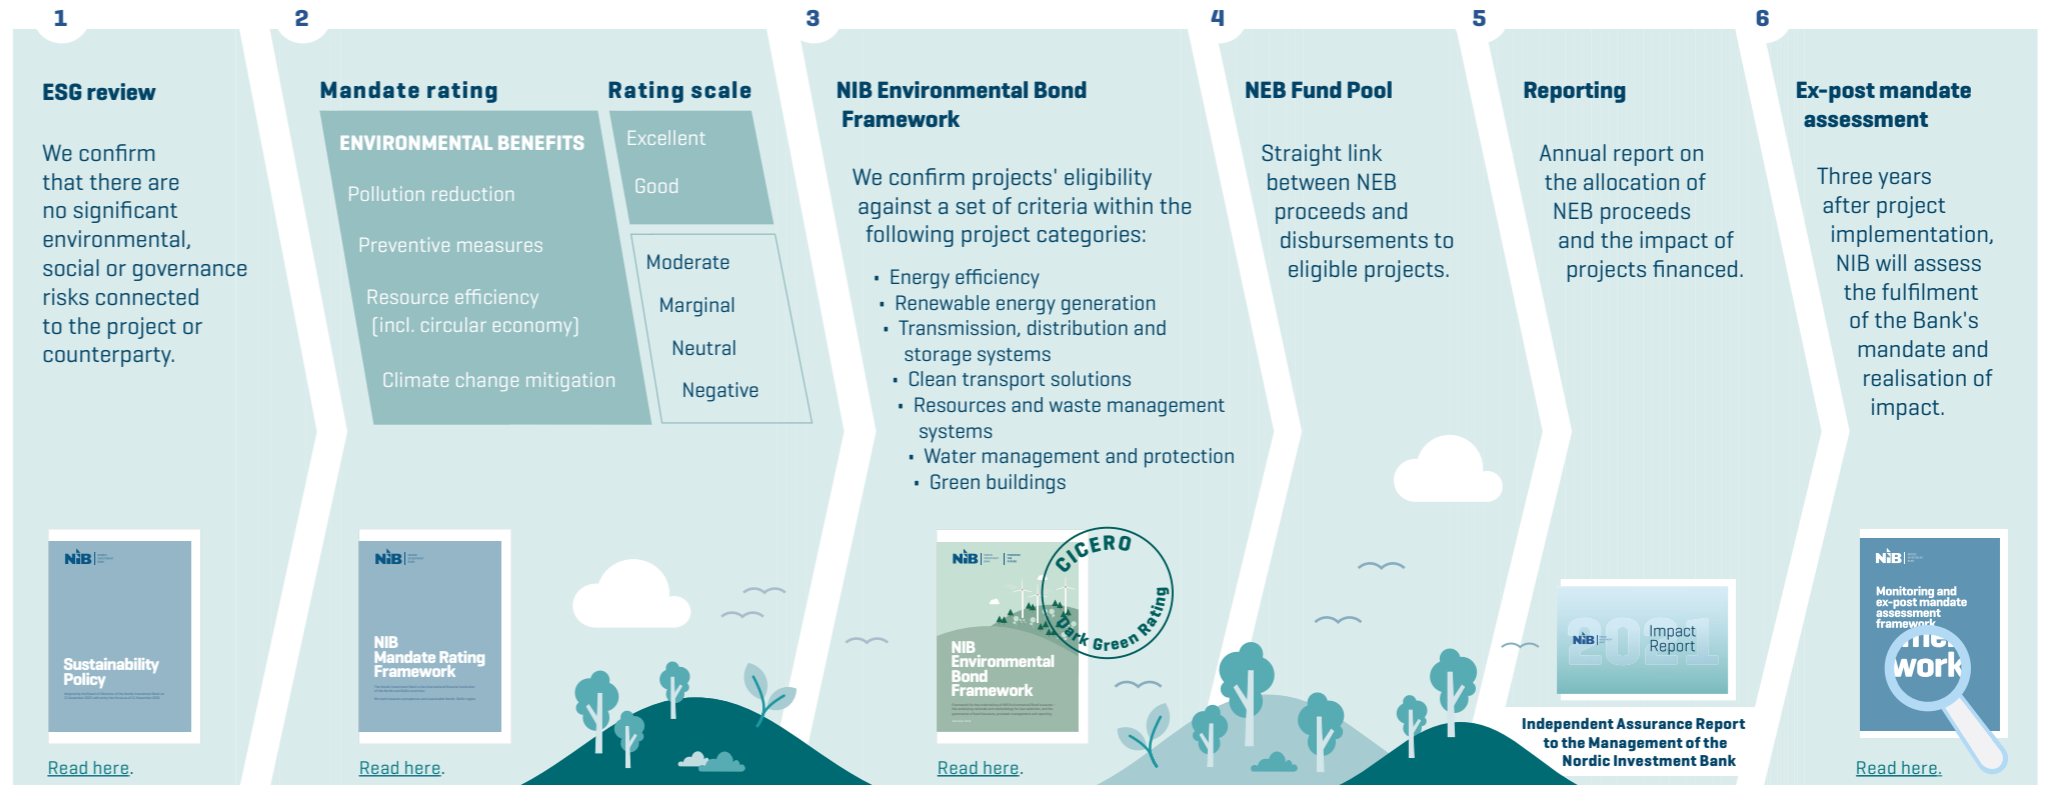 1
ESG review
We confirm
that there are
no significant
environmental,
social or governance
risks connected
to the project or
counterparty.
NiB
Sustainability
Policy
Read here.
2
Mandate rating
ENVIRONMENTAL BENEFITS
Pollution reduction
Preventive measures
Resource efficiency
(incl. circular economy)
Climate change mitigation
Rating scale
Excellent
Good
Moderate
Marginal
Neutral
Negative
NiB
NIB
Mandate Rating
Framework
Read here.
3
NIB Environmental Bond
Framework
We confirm projects' eligibility
against a set of criteria within the
following project categories:
• Energy efficiency
• Renewable energy generation
• Transmission, distribution and
storage systems
• Clean transport solutions
• Resources and waste management
systems
• Water management and protection
• Green buildings
NiB
NIB
Environmental
Bond
Framework
CICERO
Dark Green Rating
Read here.
4
NEB Fund Pool
Straight link
between NEB
proceeds and
disbursements to
eligible projects.
5
Reporting
Annual report on
the allocation of
NEB proceeds
and the impact of
projects financed.
NiB
2021
Impact
Report
Independent Assurance Report
to the Management of the
Nordic Investment Bank
6
Ex-post mandate
assessment
Three years
after project
implementation,
NIB will assess
the fulfilment
of the Bank's
mandate and
realisation of
impact.
NiB
Monitoring and
ex-post mandate
assessment
framework
work
Read here.